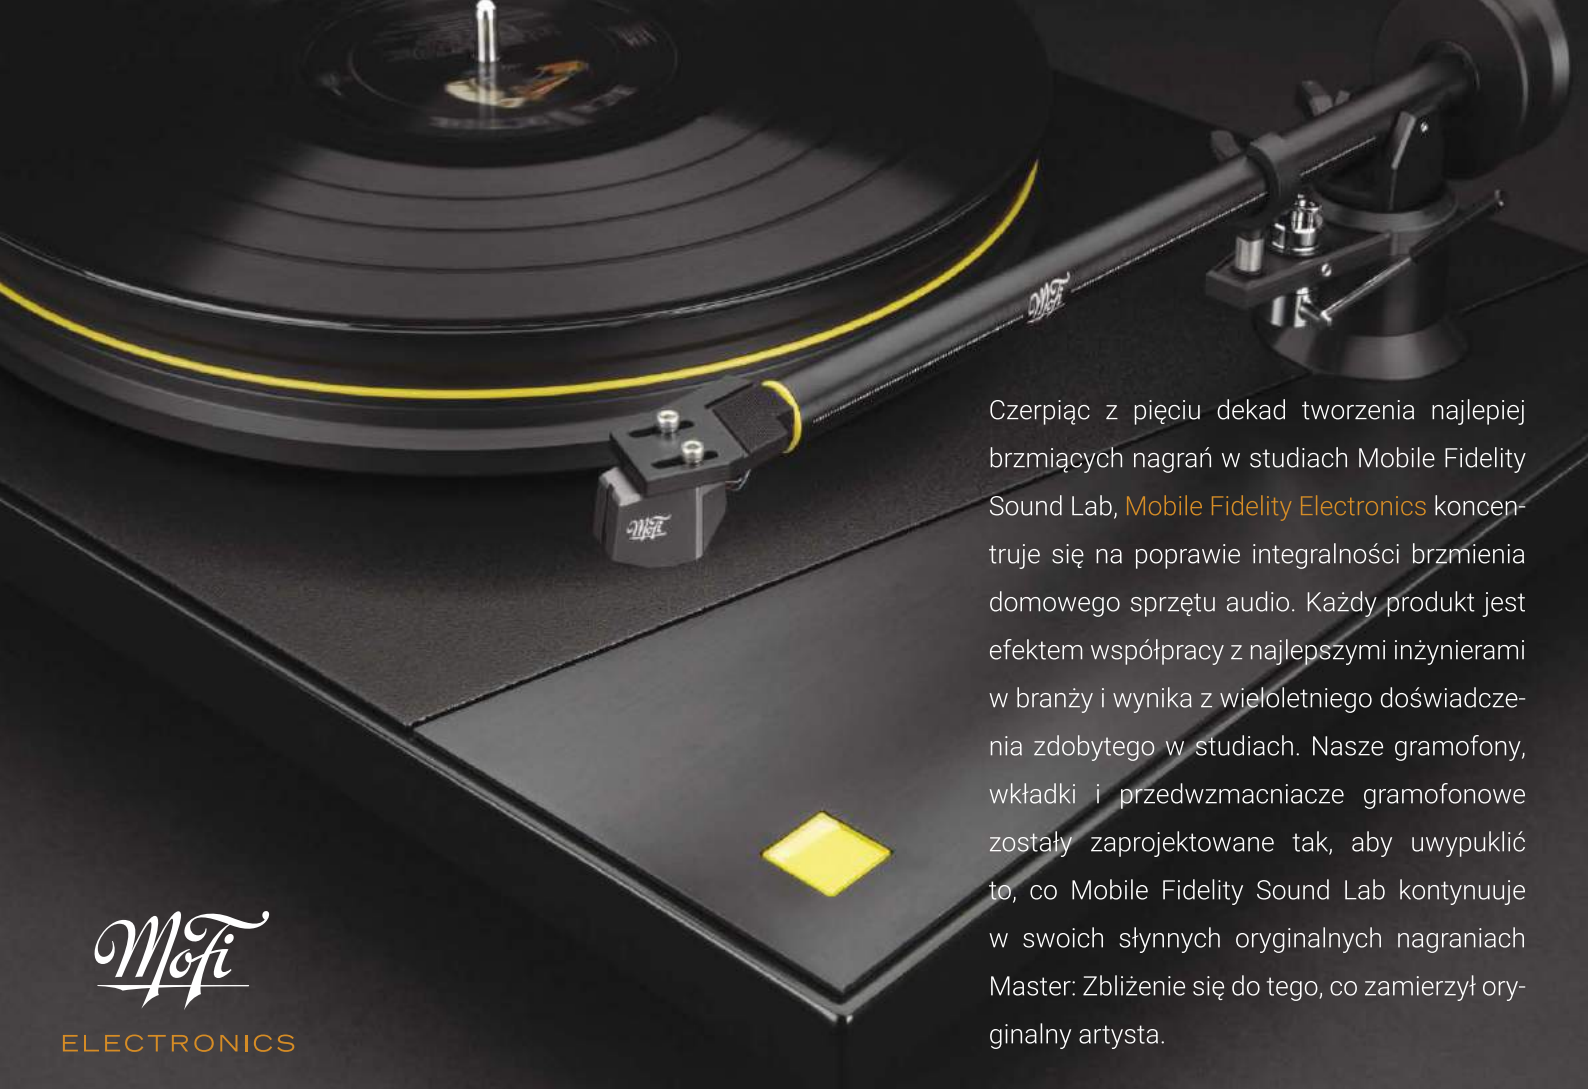 MoFi
MoFi
Czerpiąc z pięciu dekad tworzenia najlepiej
brzmiących nagrań w studiach Mobile Fidelity
Sound Lab, Mobile Fidelity Electronics koncen-
truje się na poprawie integralności brzmienia
domowego sprzętu audio. Każdy produkt jest
efektem współpracy z najlepszymi inżynierami
w branży i wynika z wieloletniego doświadcze-
nia zdobytego w studiach. Nasze gramofony,
wkładki i przedwzmacniacze gramofonowe
zostały zaprojektowane tak, aby uwypuklić
to, co Mobile Fidelity Sound Lab kontynuuje
w swoich słynnych oryginalnych nagraniach
Master: Zbliżenie się do tego, co zamierzył ory-
ginalny artysta.
MoFi
ELECTRONICS